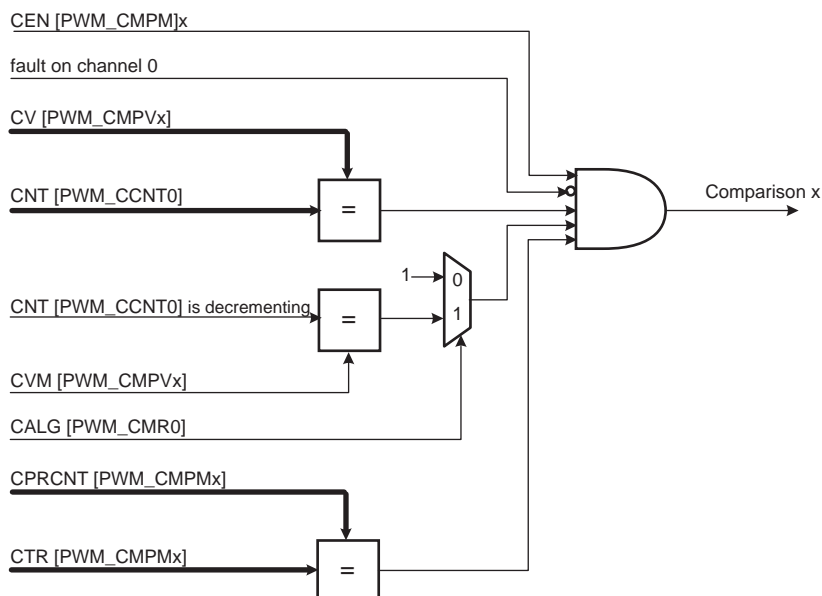 CEN [PWM_CMPM]x
fault on channel 0
CV [PWM_CMPVx]
CNT [PWM_CCNT0]
=
Comparison x
1
0
CNT [PWM_CCNT0] is decrementing
=
1
CVM [PWM_CMPVx]
CALG [PWM_CMR0]
CPRCNT [PWM_CMPMx]
CTR [PWM_CMPMx]
=